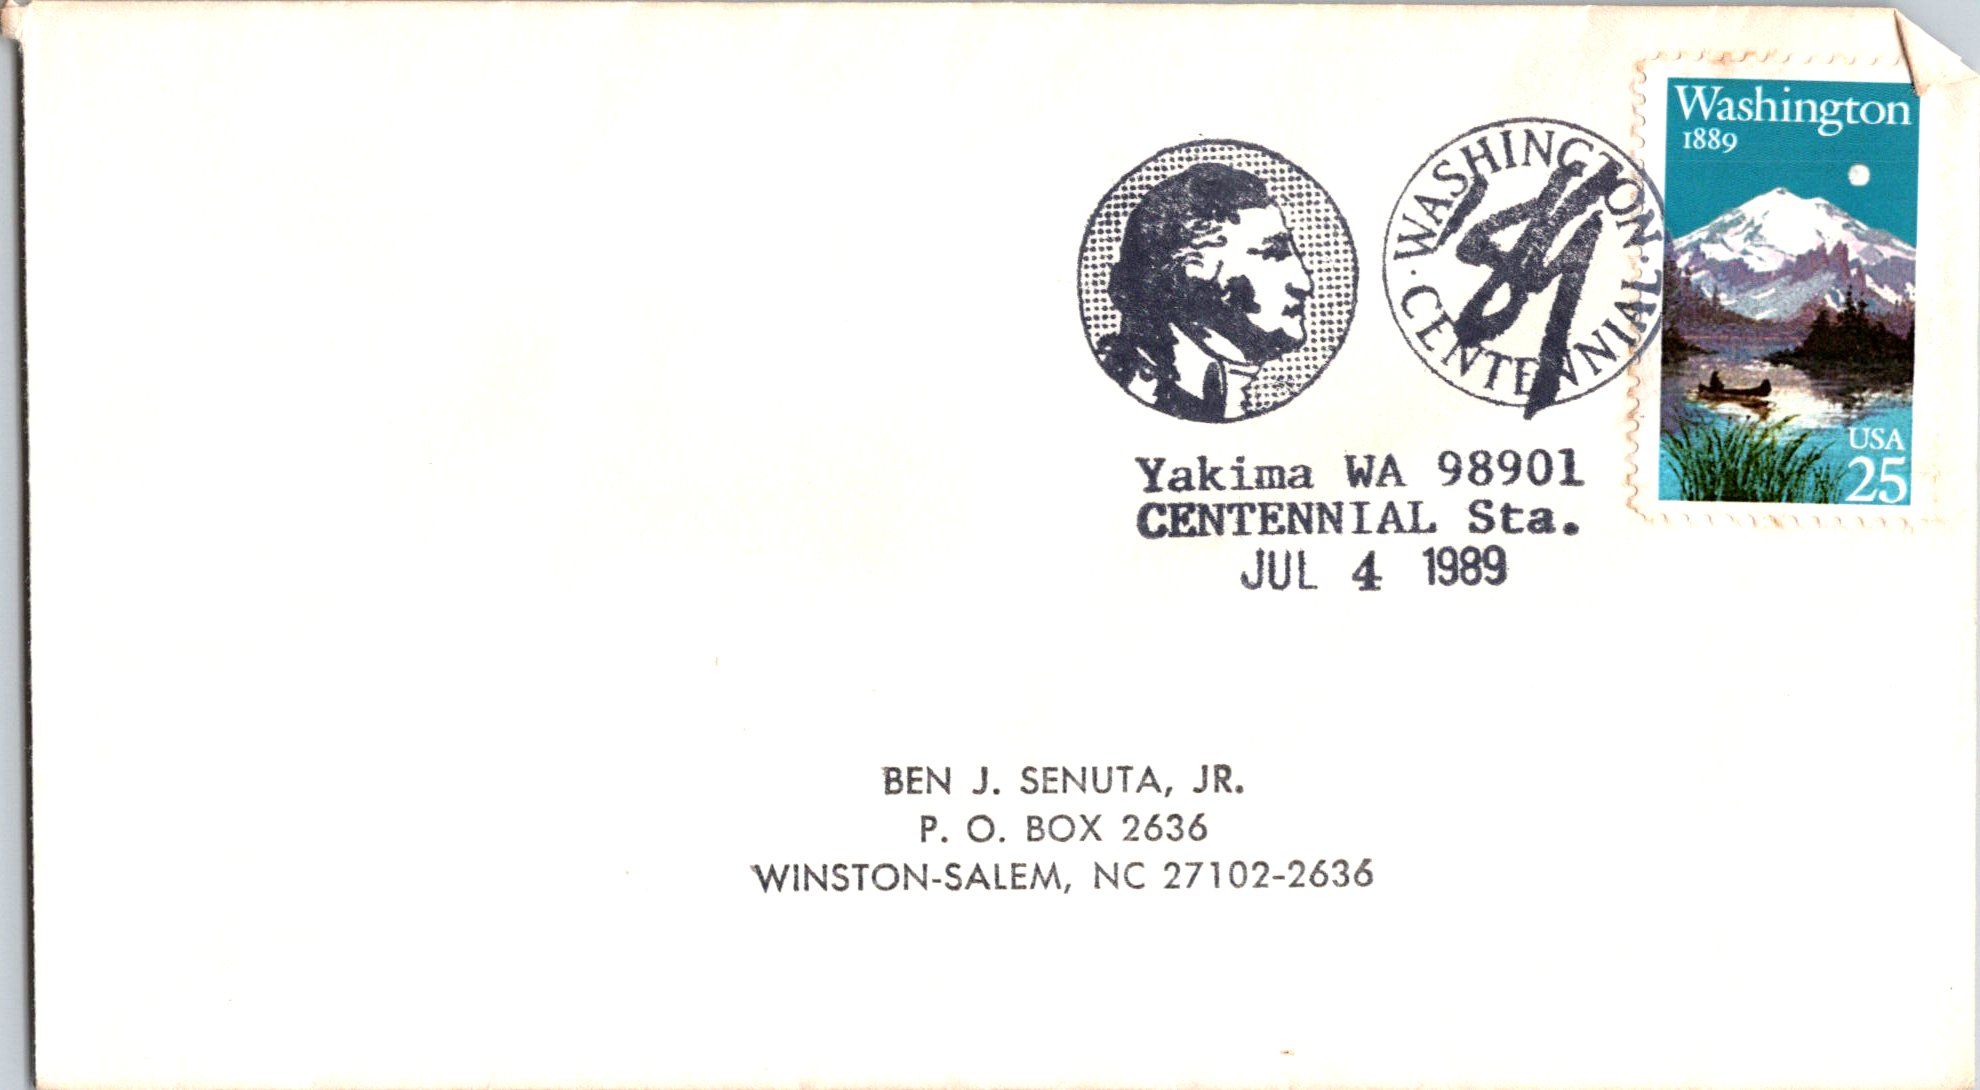 WASHINGTON
89
CENTENNIAL
Washington
1889
USA
25
Yakima WA 98901
CENTENNIAL Sta.
JUL 4 1989
BEN J. SENUTA, JR.
P. O. BOX 2636
WINSTON-SALEM, NC 27102-2636